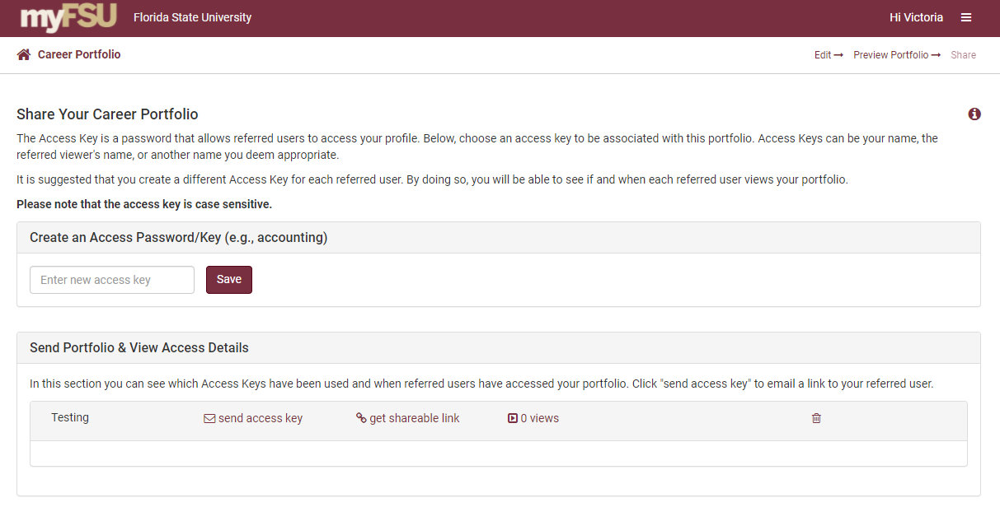 myFSU Florida State University Hi Victoria
Career Portfolio Edit Preview Portfolio Share
Share Your Career Portfolio
The Access Key is a password that allows referred users to access your profile. Below, choose an access key to be associated with this portfolio. Access Keys can be your name, the
referred viewer's name, or another name you deem appropriate.
It is suggested that you create a different Access Key for each referred user. By doing so, you will be able to see if and when each referred user views your portfolio.
Please note that the access key is case sensitive.
Create an Access Password/Key (e.g., accounting)
Enter new access key Save
Send Portfolio & View Access Details
In this section you can see which Access Keys have been used and when referred users have accessed your portfolio. Click "send access key" to email a link to your referred user.
Testing send access key get shareable link 0 views